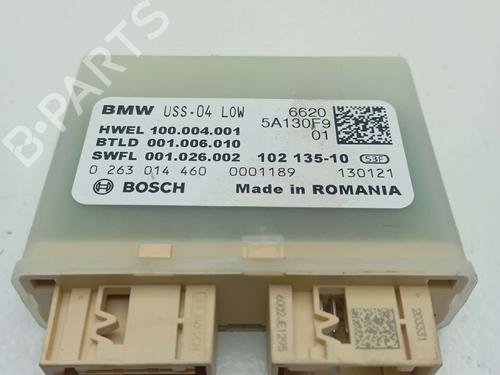 B-PARTS
BMW USS-04 LOW 6620
5A130F9
HWEL 100.004.001 01
BTLD 001.006.010
SWFL 001.026.002 102 135-10 S3F
0 263 014 460 0001189 130121
BOSCH Made in ROMANIA